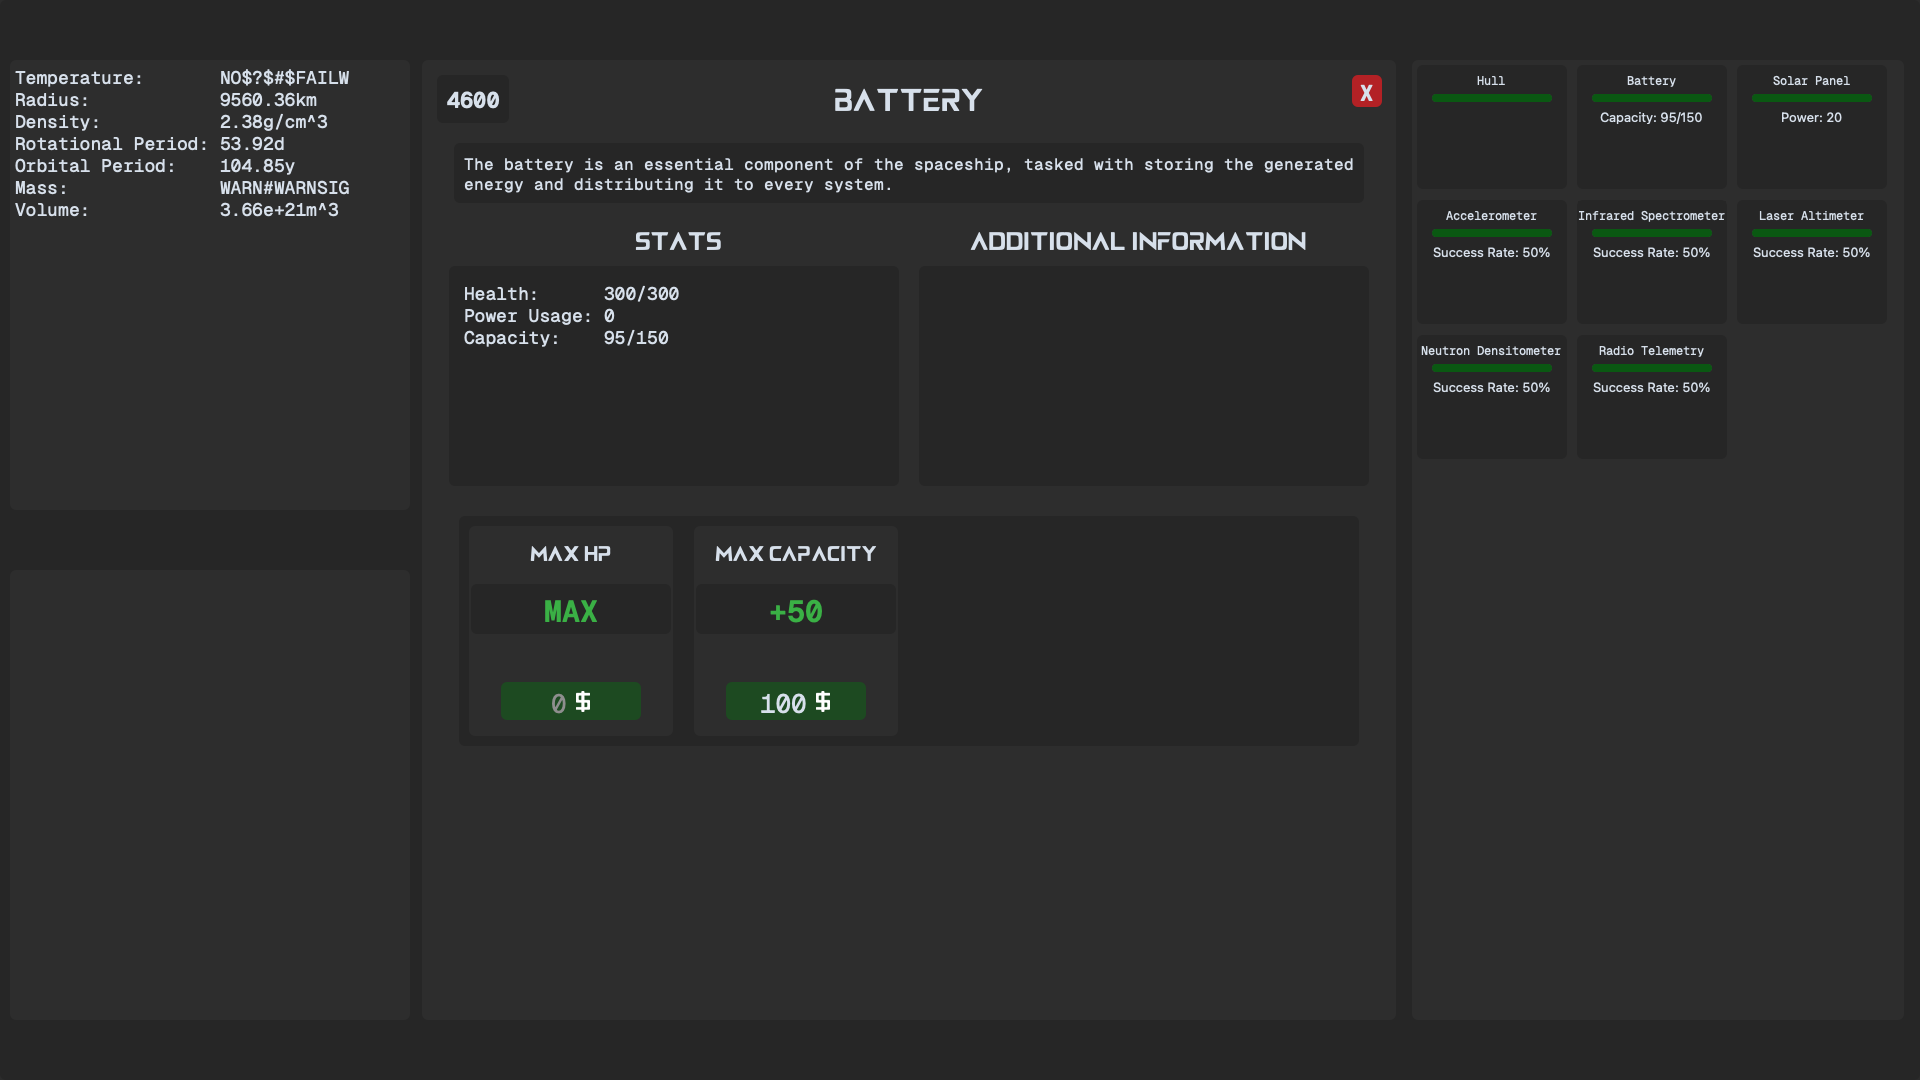 Temperature: NO$?$#$FAILW
Radius: 9560.36km
Density: 2.38g/cm^3
Rotational Period: 53.92d
Orbital Period: 104.85y
Mass: WARN#WARNSIG
Volume: 3.66e+21m^3
4600
BATTERY
X
The battery is an essential component of the spaceship, tasked with storing the generated
energy and distributing it to every system.
STATS
Health: 300/300
Power Usage: 0
Capacity: 95/150
ADDITIONAL INFORMATION
MAX HP
MAX
0 $
MAX CAPACITY
+50
100 $
Hull
Battery
Capacity: 95/150
Solar Panel
Power: 20
Accelerometer
Success Rate: 50%
Infrared Spectrometer
Success Rate: 50%
Laser Altimeter
Success Rate: 50%
Neutron Densitometer
Success Rate: 50%
Radio Telemetry
Success Rate: 50%